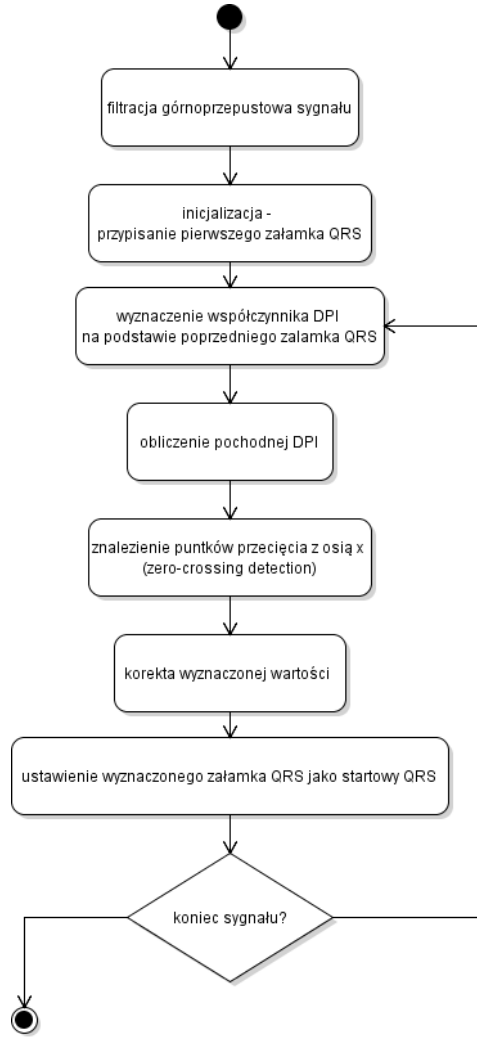 filtracja górnoprzepustowa sygnału
inicjalizacja -
przypisanie pierwszego załamka QRS
wyznaczenie współczynnika DPI
na podstawie poprzedniego zalamka QRS
obliczenie pochodnej DPI
znalezienie puntków przecięcia z osią x
(zero-crossing detection)
korekta wyznaczonej wartości
ustawienie wyznaczonego załamka QRS jako startowy QRS
koniec sygnału?